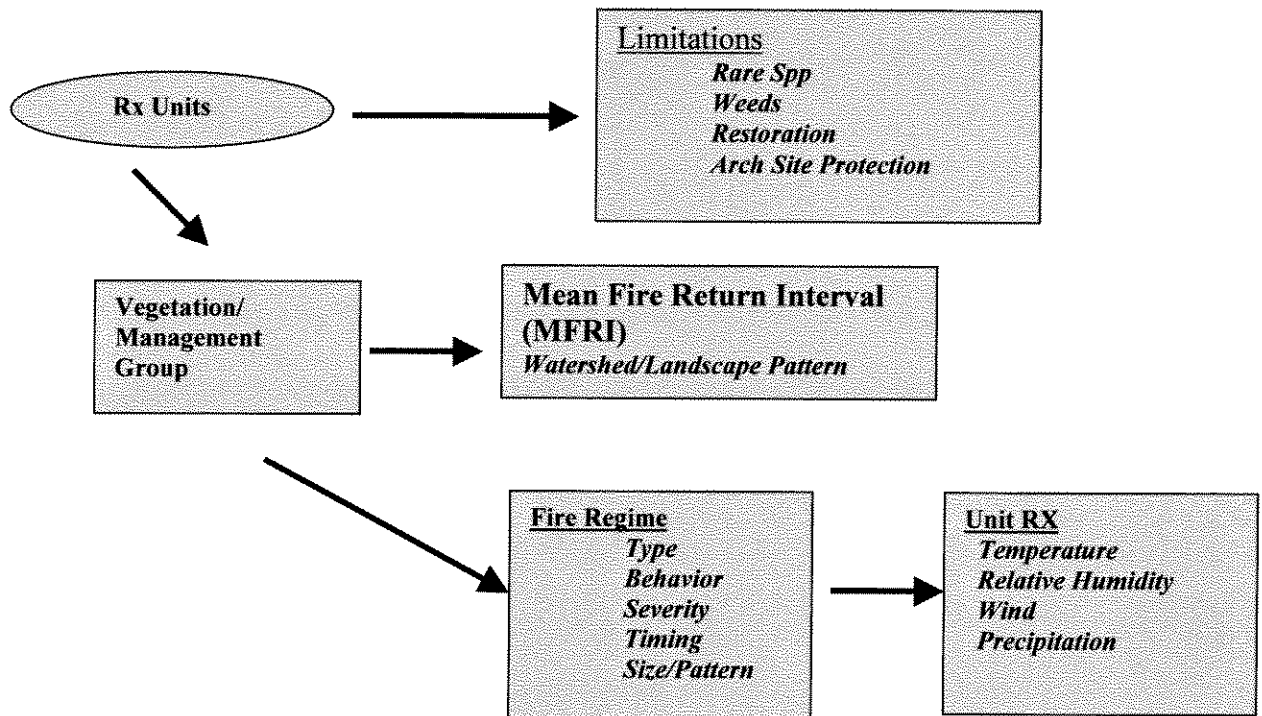 Limitations
Rare Spp
Weeds
Restoration
Arch Site Protection
Rx Units
Vegetation/
Management
Group
Mean Fire Return Interval
(MFRI)
Watershed/Landscape Pattern
Fire Regime
Type
Behavior
Severity
Timing
Size/Pattern
Unit RX
Temperature
Relative Humidity
Wind
Precipitation